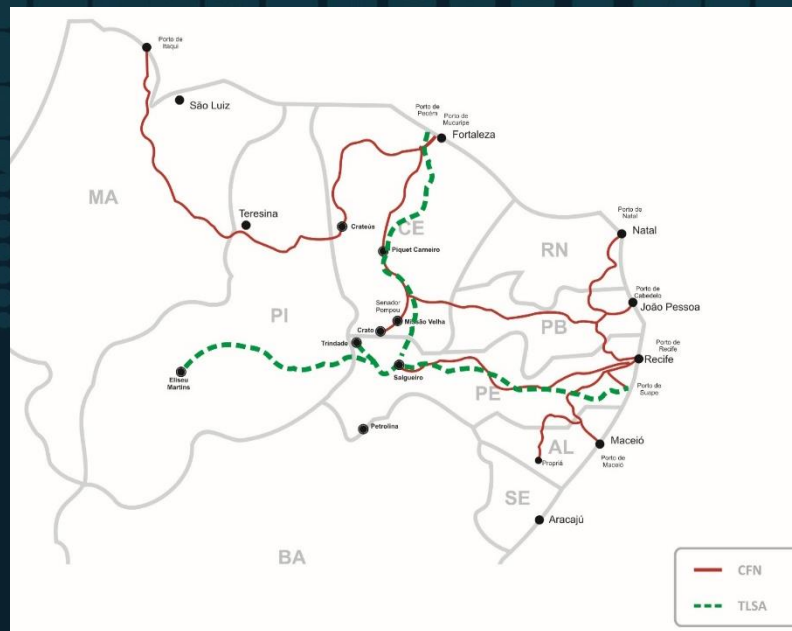 Porto de
Itaqui
São Luiz
MA
Teresina
Crateús
Porto de
Pecém
Porto de
Mucuripe
Fortaleza
CE
Piquet Carneiro
RN
Porto de
Natal
Natal
Porto de
Cabedelo
João Pessoa
PB
PI
Senador
Pompeu
Missão Velha
Crato
Trindade
Eliseu
Martins
Salgueiro
Porto de
Recife
Recife
Porto de
Suape
PE
Petrolina
AL
Maceió
Porto de
Maceió
Propriá
SE
Aracajú
BA
CFN
TLSA